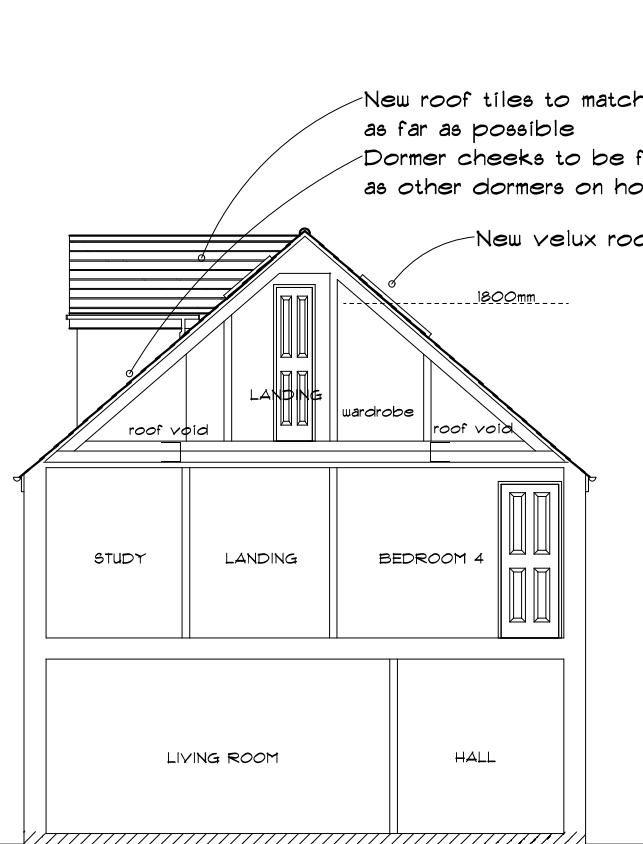 New roof tiles to match
as far as possible
Dormer cheeks to be f
as other dormers on ho
New velux roo
1800mm
LANDING
wardrobe
roof void
roof void
STUDY
LANDING
BEDROOM 4
LIVING ROOM
HALL